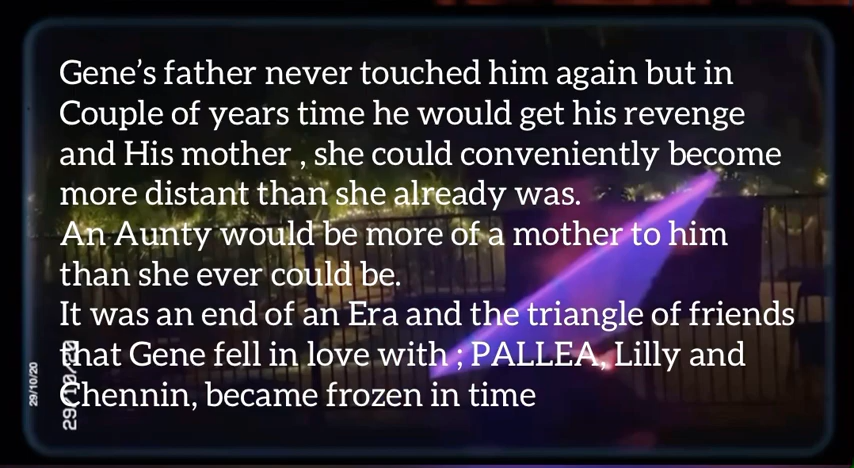 Gene’s father never touched him again but in
Couple of years time he would get his revenge
and His mother , she could conveniently become
more distant than she already was.
An Aunty would be more of a mother to him
than she ever could be.
It was an end of an Era and the triangle of friends
that Gene fell in love with ; PALLEA, Lilly and
Chennin, became frozen in time
29/10/20